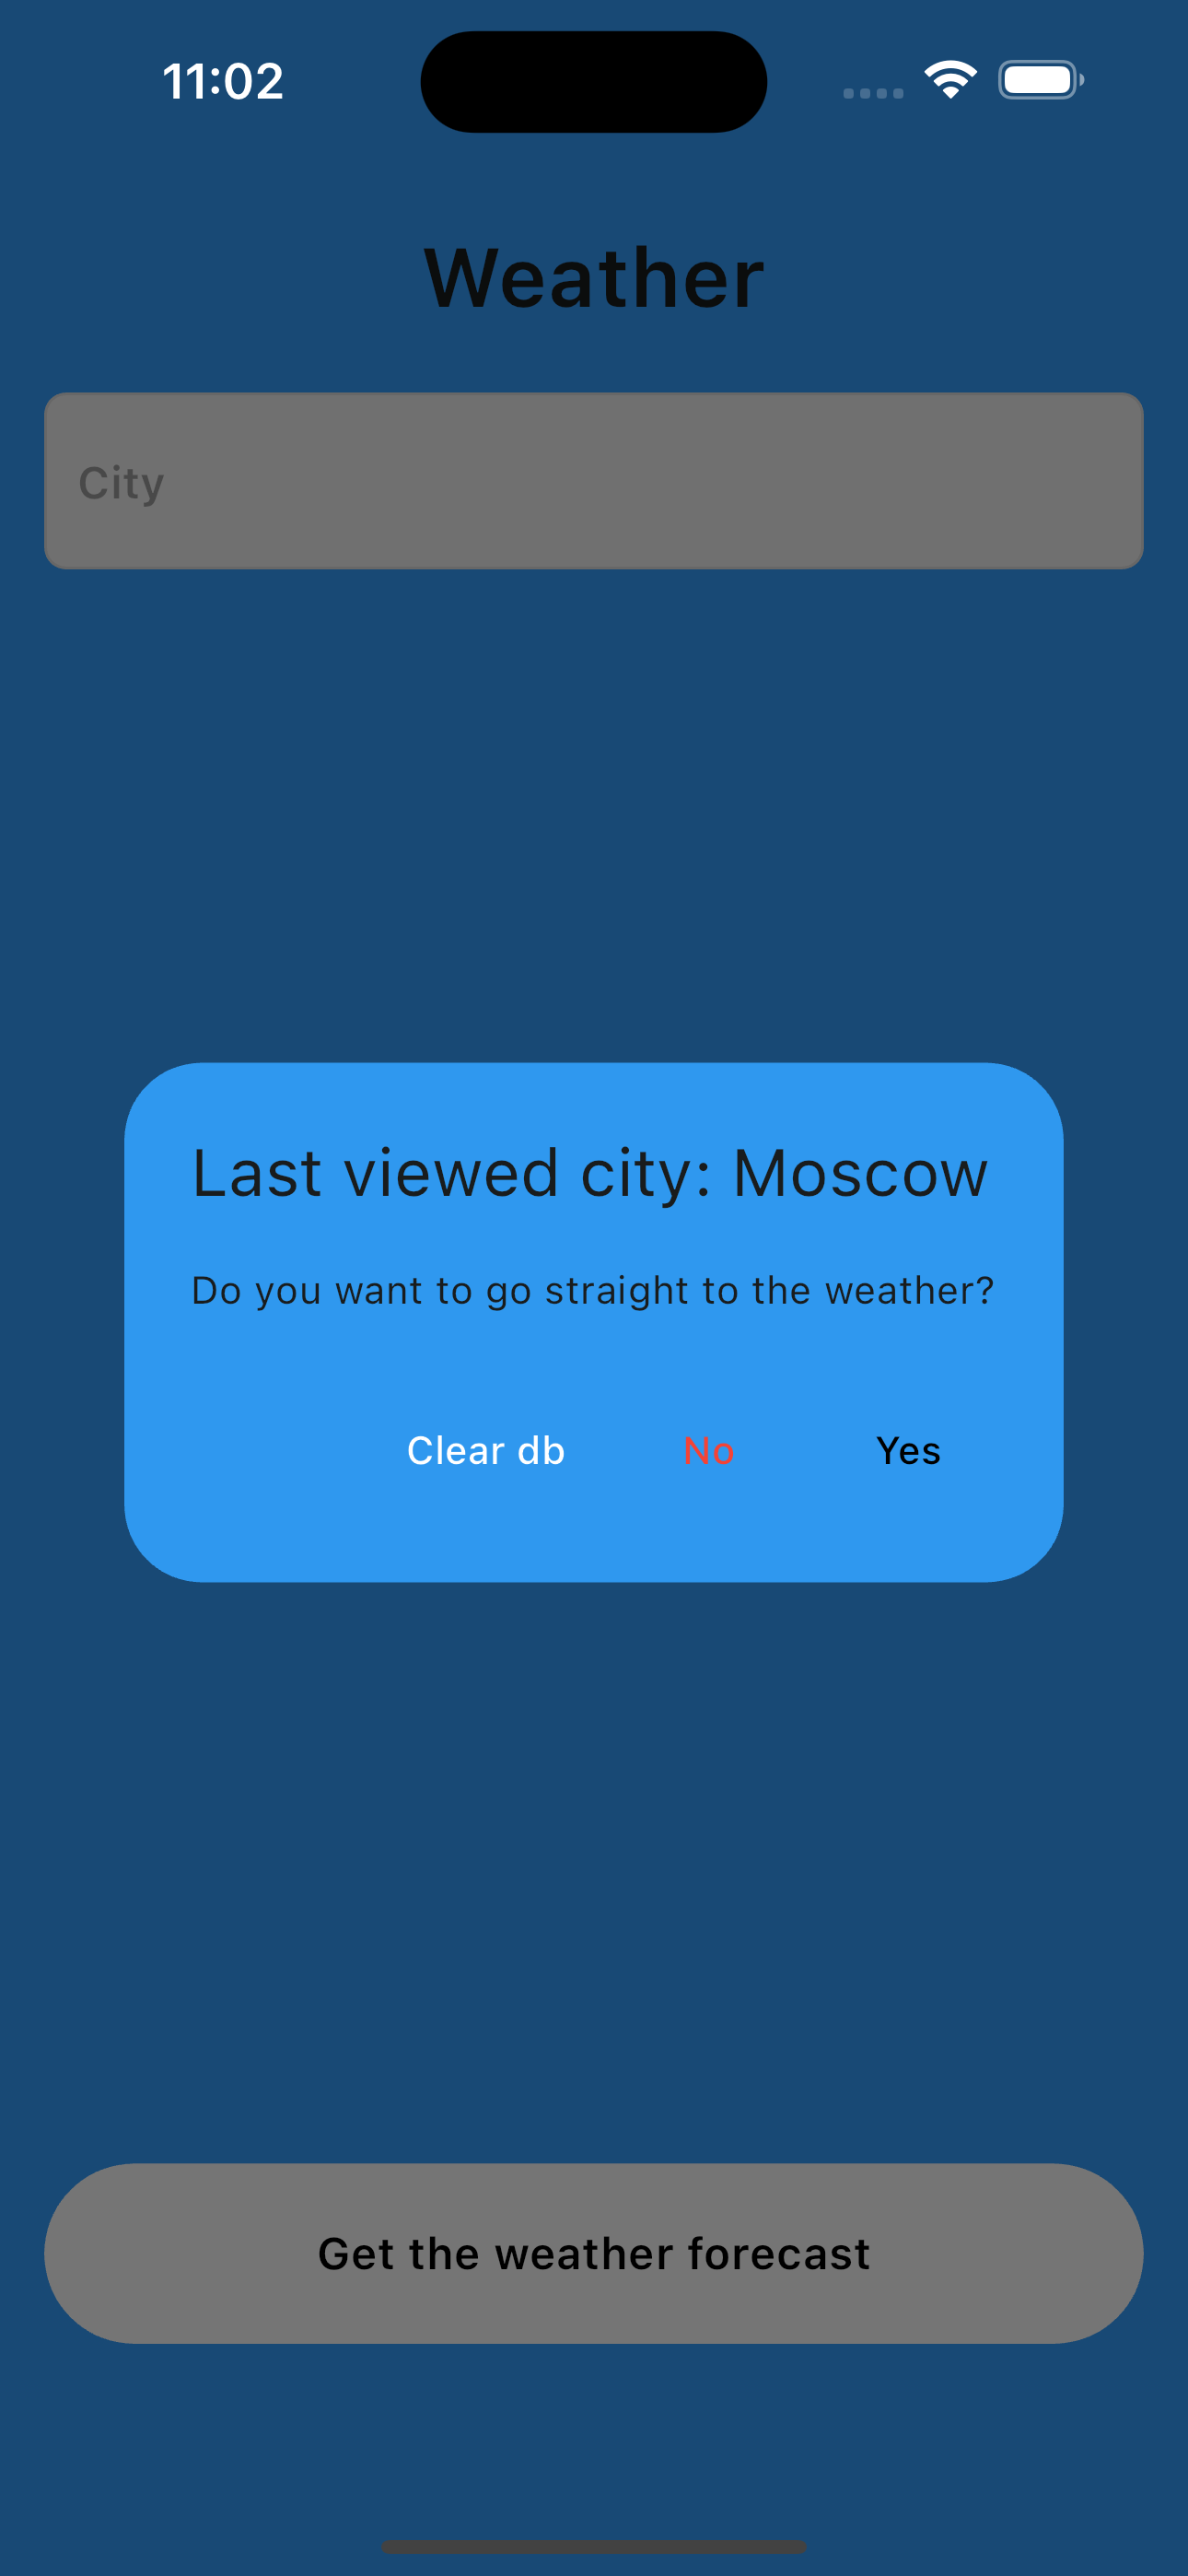 11:02
Weather
City
Last viewed city: Moscow
Do you want to go straight to the weather?
Clear db No Yes
Get the weather forecast